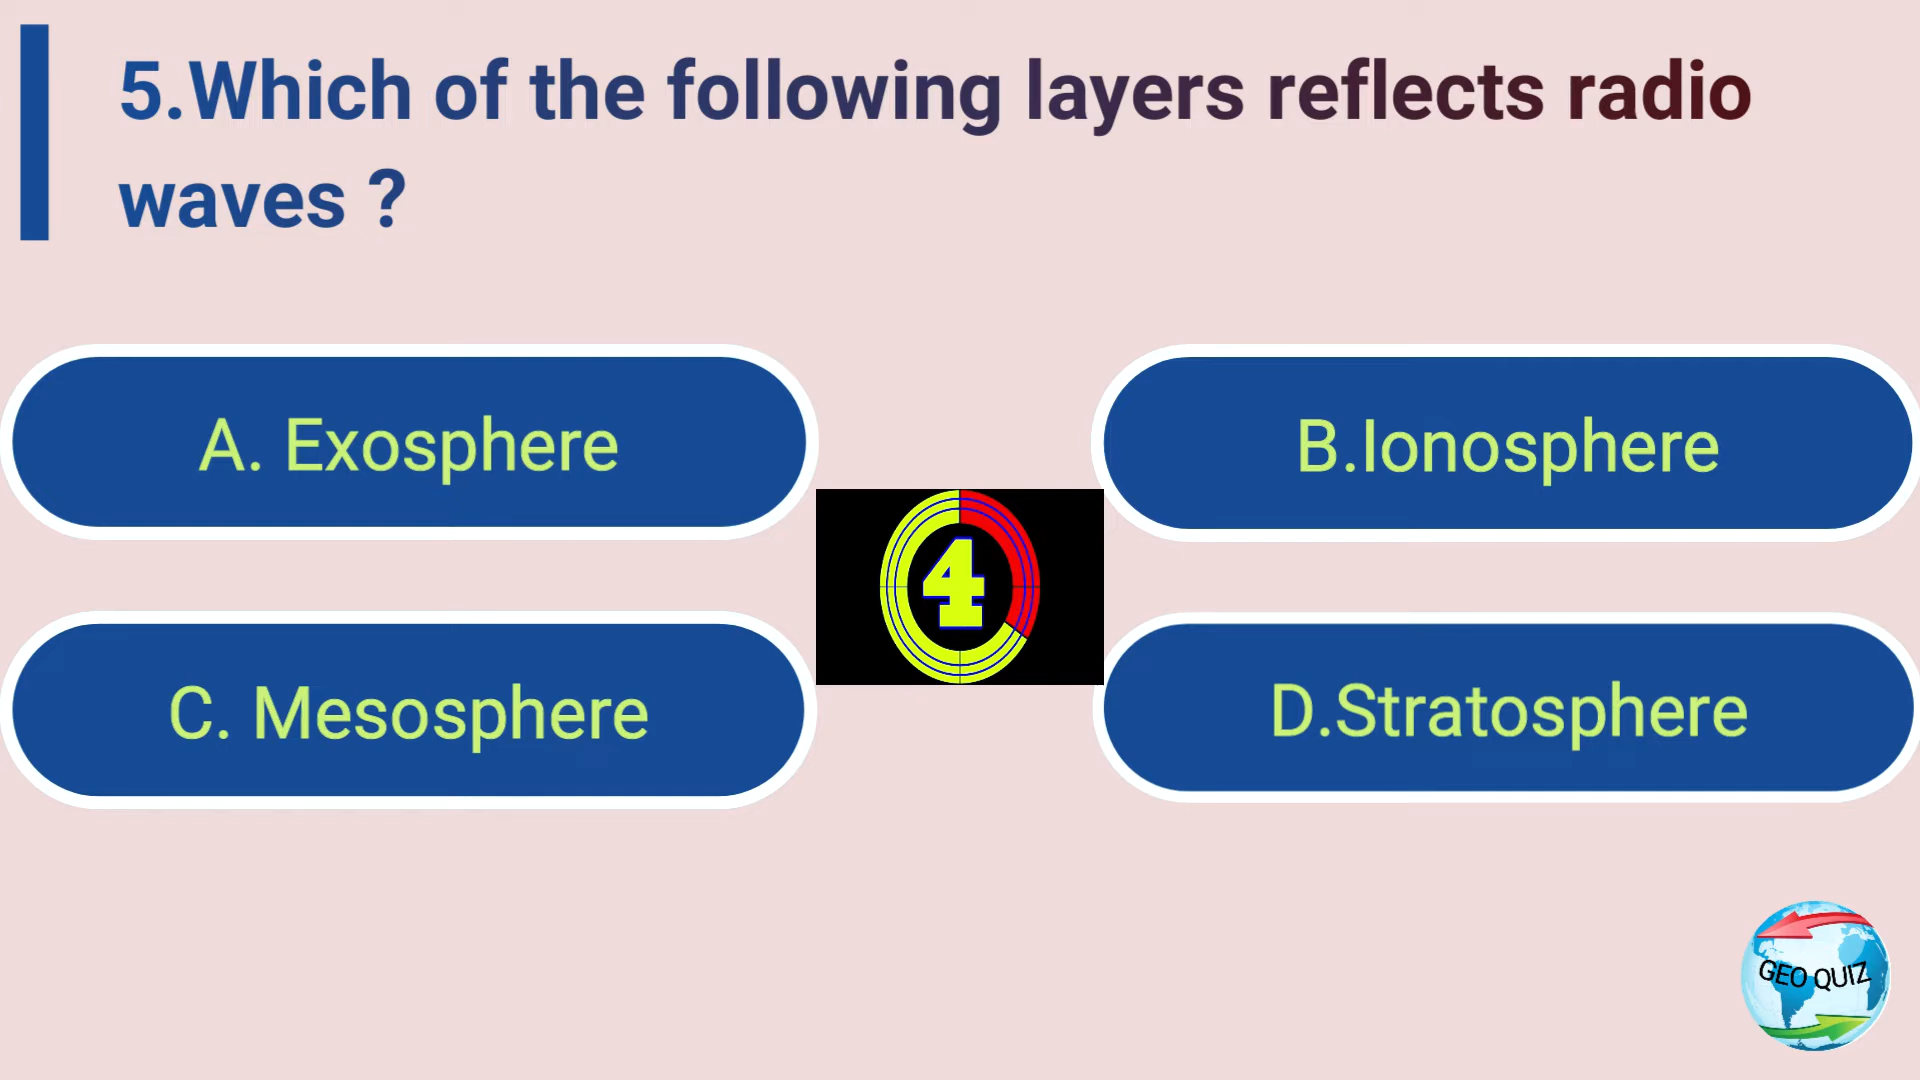 5.Which of the following layers reflects radio
waves ?
A. Exosphere
B.Ionosphere
4
C. Mesosphere
D.Stratosphere
GEO QUIZ